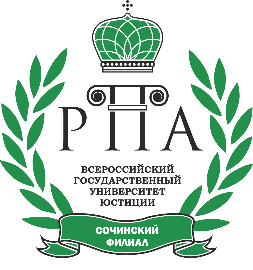 РПА
ВСЕРОССИЙСКИЙ
ГОСУДАРСТВЕННЫЙ
УНИВЕРСИТЕТ
ЮСТИЦИИ
СОЧИНСКИЙ
ФИЛИАЛ